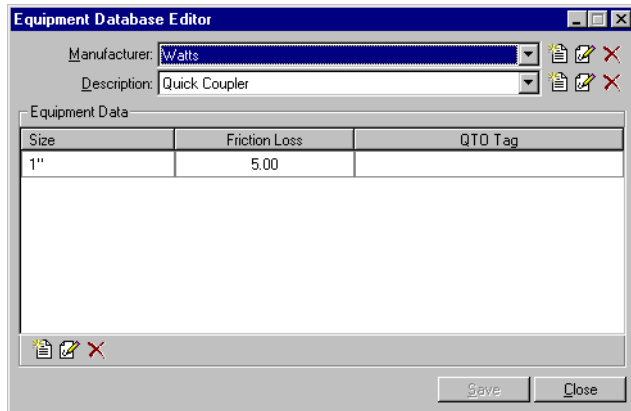 Equipment Database Editor
Manufacturer: Watts
Description: Quick Coupler
Equipment Data
Size Friction Loss QTO Tag
1" 5.00
Save Close